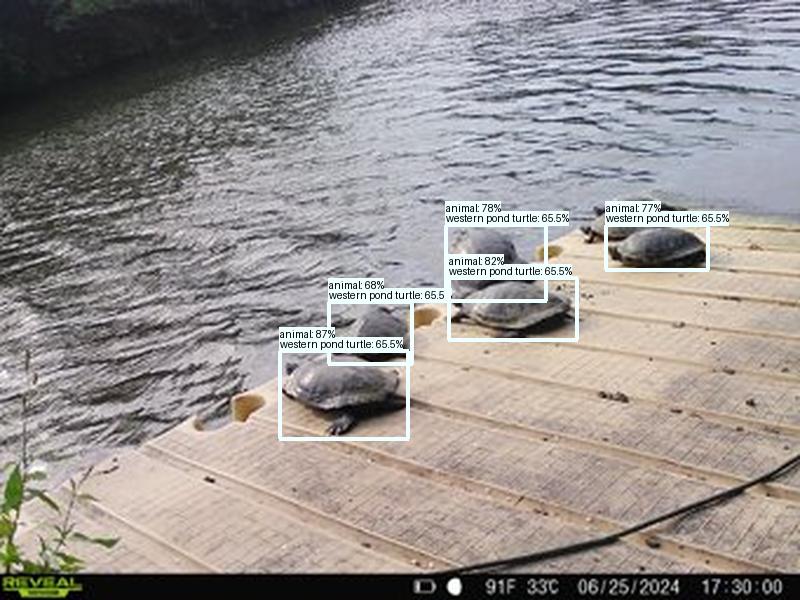 animal: 78%
western pond turtle: 65.5%
animal: 77%
western pond turtle: 65.5%
animal: 82%
western pond turtle: 65.5%
animal: 68%
western pond turtle: 65.5
animal: 87%
western pond turtle: 65.5%
REVEAL
91F 33C 06/25/2024 17:30:00